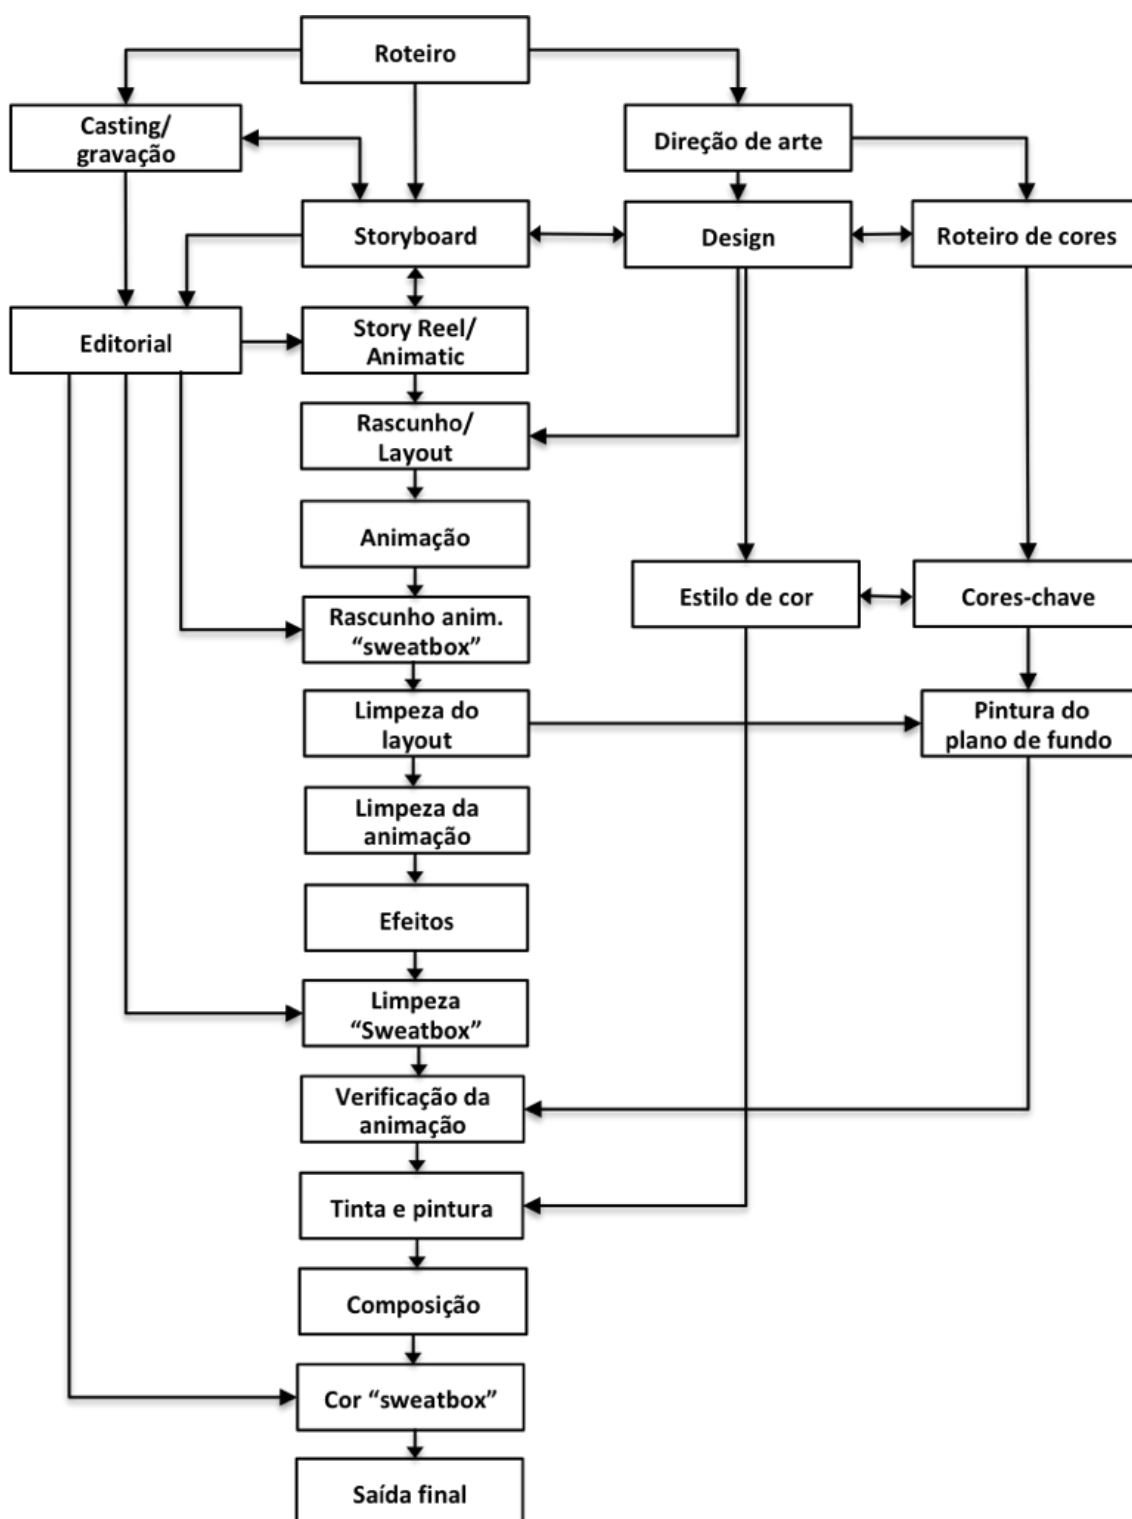 Roteiro
Casting/
gravação
Direção de arte
Storyboard
Design
Roteiro de cores
Editorial
Story Reel/
Animatic
Rascunho/
Layout
Animação
Estilo de cor
Cores-chave
Rascunho anim.
“sweatbox”
Limpeza do
layout
Pintura do
plano de fundo
Limpeza da
animação
Efeitos
Limpeza
“Sweatbox”
Verificação da
animação
Tinta e pintura
Composição
Cor “sweatbox”
Saída final